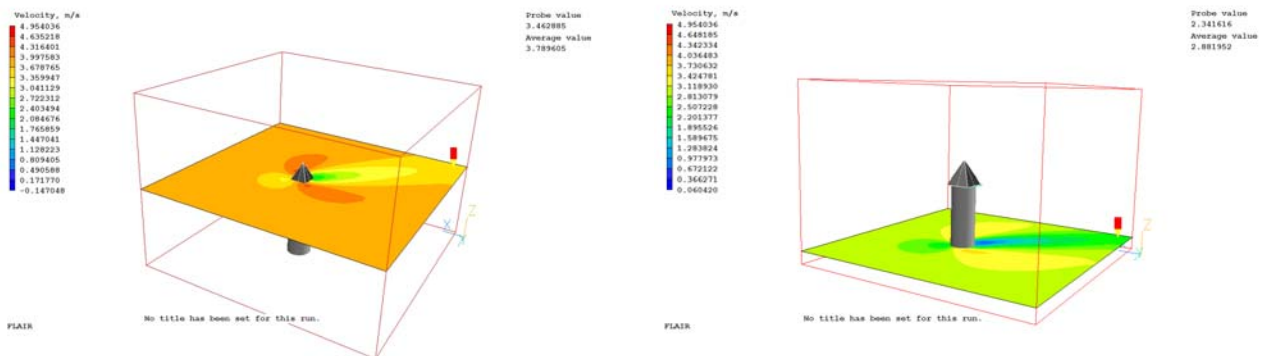 Velocity, m/s
4.954036
4.635218
4.316401
3.997583
3.678765
3.359947
3.041129
2.722312
2.403494
2.084676
1.765859
1.447041
1.128223
0.809405
0.490588
0.171770
-0.147048
Probe value
3.462885
Average value
3.789605
X
Y
Z
No title has been set for this run.
FLAIR
Velocity, m/s
4.954036
4.648185
4.342334
4.036483
3.730632
3.424781
3.118930
2.813079
2.507228
2.201377
1.895526
1.589675
1.283824
0.977973
0.672122
0.366271
0.060420
Probe value
2.341616
Average value
2.881952
Z
No title has been set for this run.
FLAIR